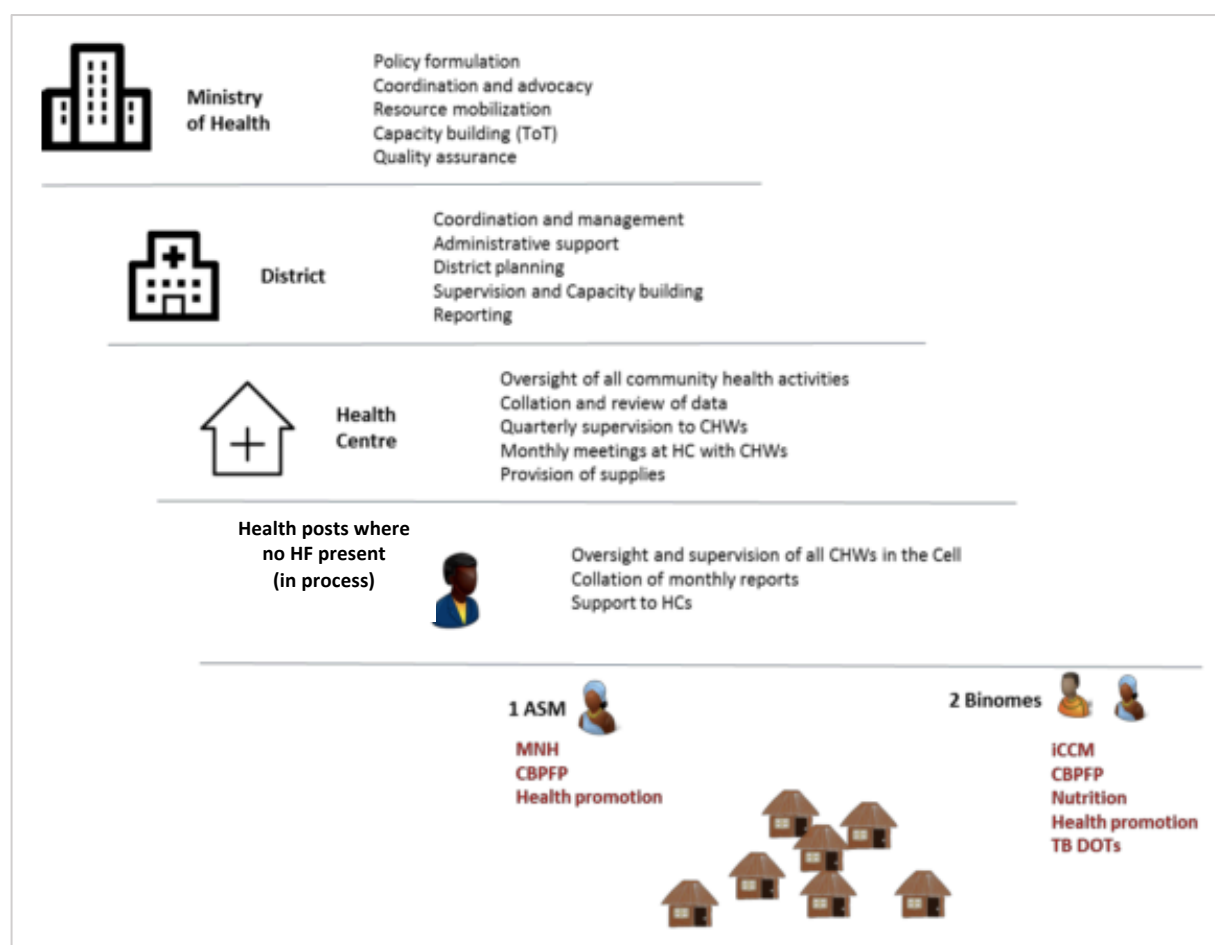 Ministry
of Health
Policy formulation
Coordination and advocacy
Resource mobilization
Capacity building (ToT)
Quality assurance
District
Coordination and management
Administrative support
District planning
Supervision and Capacity building
Reporting
Health
Centre
Oversight of all community health activities
Collation and review of data
Quarterly supervision to CHWs
Monthly meetings at HC with CHWs
Provision of supplies
Health posts where
no HF present
(in process)
Oversight and supervision of all CHWs in the Cell
Collation of monthly reports
Support to HCs
1 ASM
MNH
CBPFP
Health promotion
2 Binomes
iCCM
CBPFP
Nutrition
Health promotion
TB DOTs